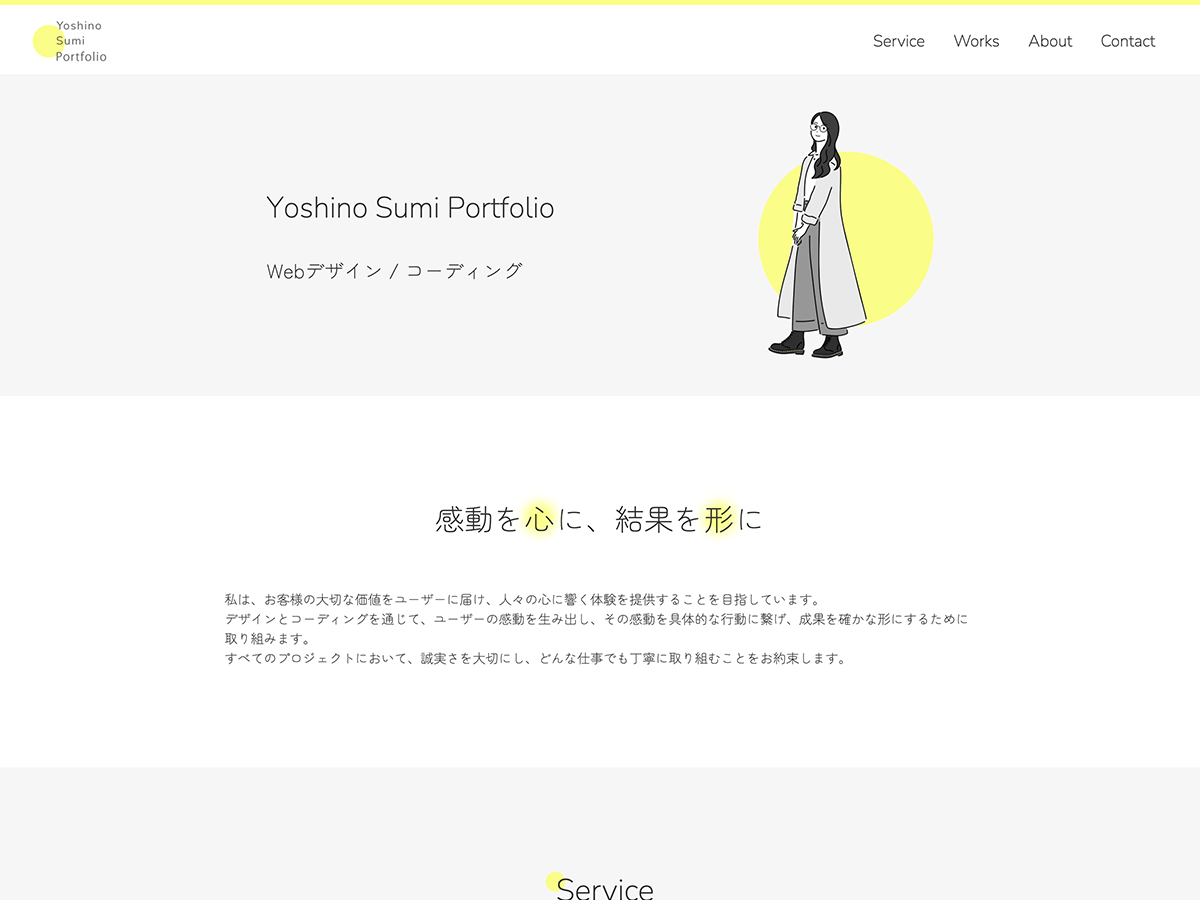 Yoshino
Sumi
Portfolio
Service
Works
About
Contact
Yoshino Sumi Portfolio
Webデザイン / コーディング
感動を心に、結果を形に
私は、お客様の大切な価値をユーザーに届け、人々の心に響く体験を提供することを目指しています。
デザインとコーディングを通じて、ユーザーの感動を生み出し、その感動を具体的な行動に繋げ、成果を確かな形にするために
取り組みます。
すべてのプロジェクトにおいて、誠実さを大切にし、どんな仕事でも丁寧に取り組むことをお約束します。
Service